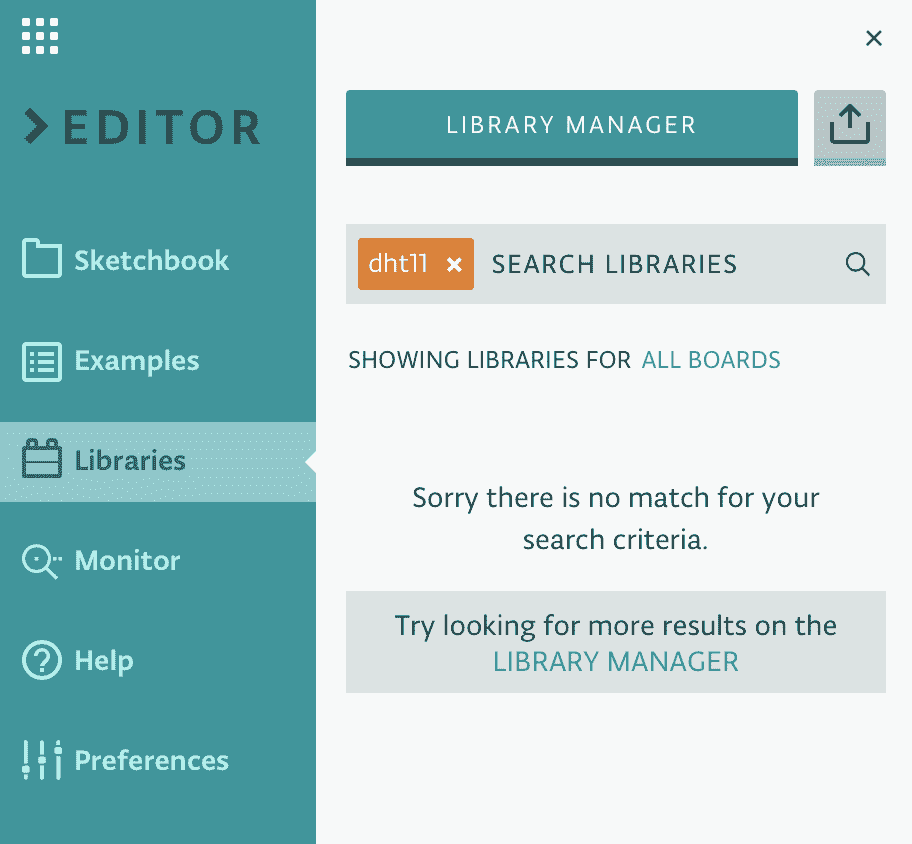 EDITOR
Sketchbook
Examples
Libraries
Monitor
Help
Preferences
LIBRARY MANAGER
dht11 × SEARCH LIBRARIES
SHOWING LIBRARIES FOR ALL BOARDS
Sorry there is no match for your
search criteria.
Try looking for more results on the
LIBRARY MANAGER